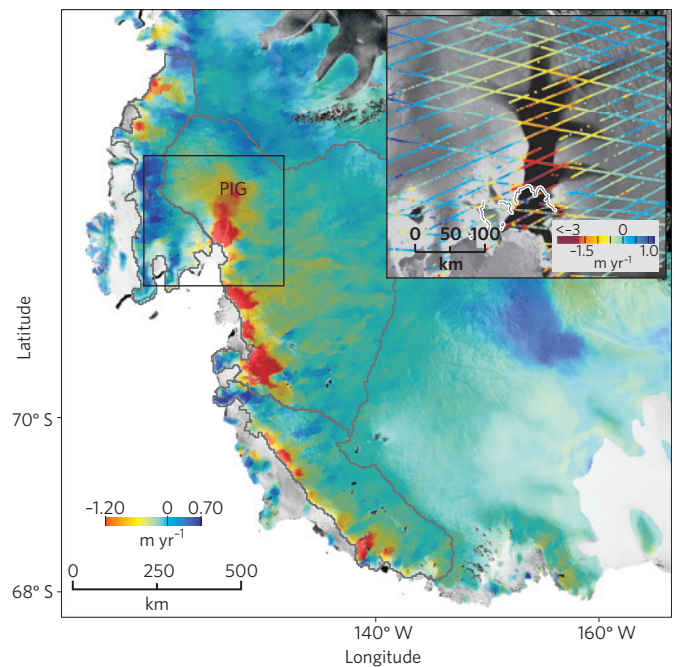 PIG
0 50 100
km
<–3 0
–1.5 1.0
m yr⁻¹
Latitude
70° S
–1.20 0 0.70
m yr⁻¹
0 250 500
km
68° S
140° W 160° W
Longitude